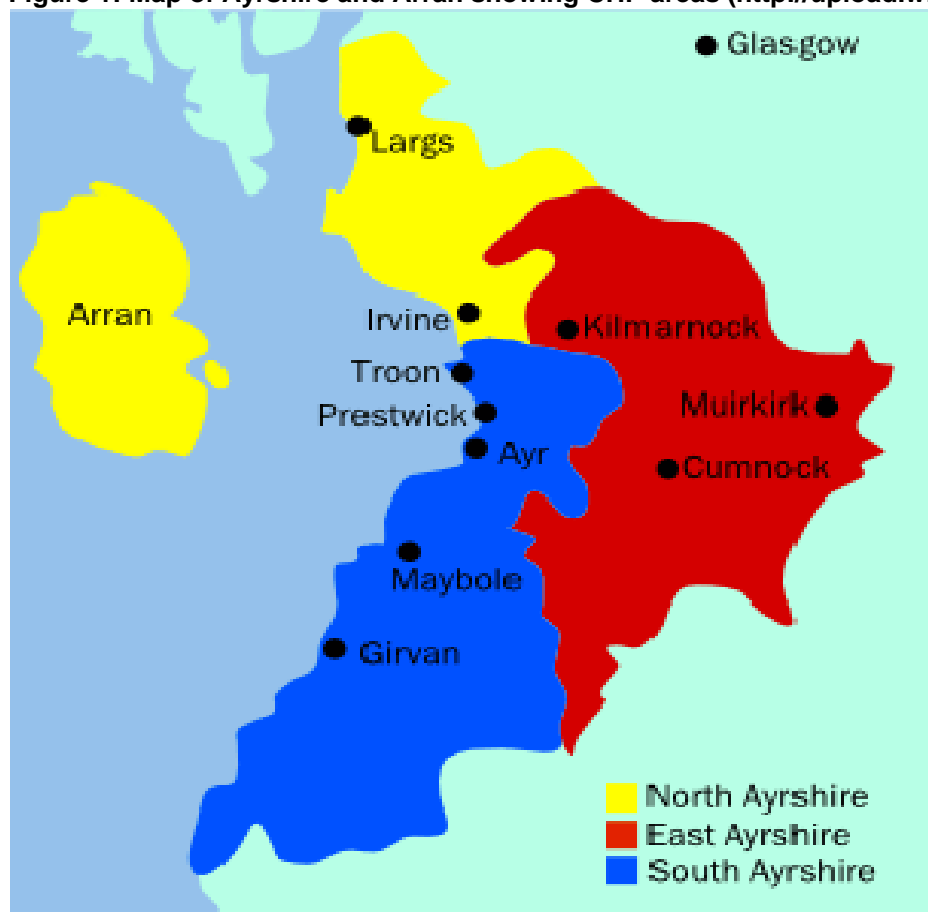 Glasgow
Largs
Arran
Irvine
Kilmarnock
Troon
Muirkirk
Prestwick
Ayr
Cumnock
Maybole
Girvan
North Ayrshire
East Ayrshire
South Ayrshire